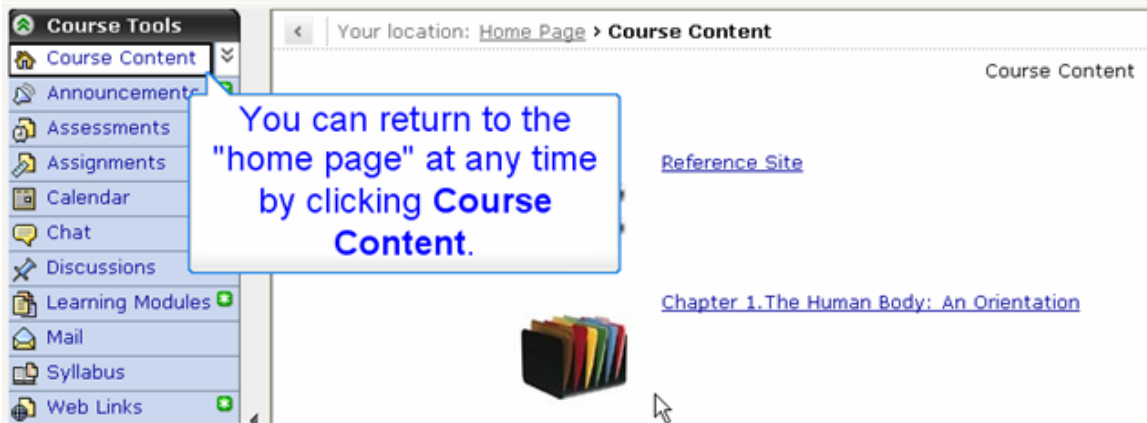 Course Tools
Course Content
Announcements
Assessments
Assignments
Calendar
Chat
Discussions
Learning Modules
Mail
Syllabus
Web Links
Your location: Home Page › Course Content
Course Content
You can return to the
"home page" at any time
by clicking Course
Content.
Reference Site
Chapter 1.The Human Body: An Orientation